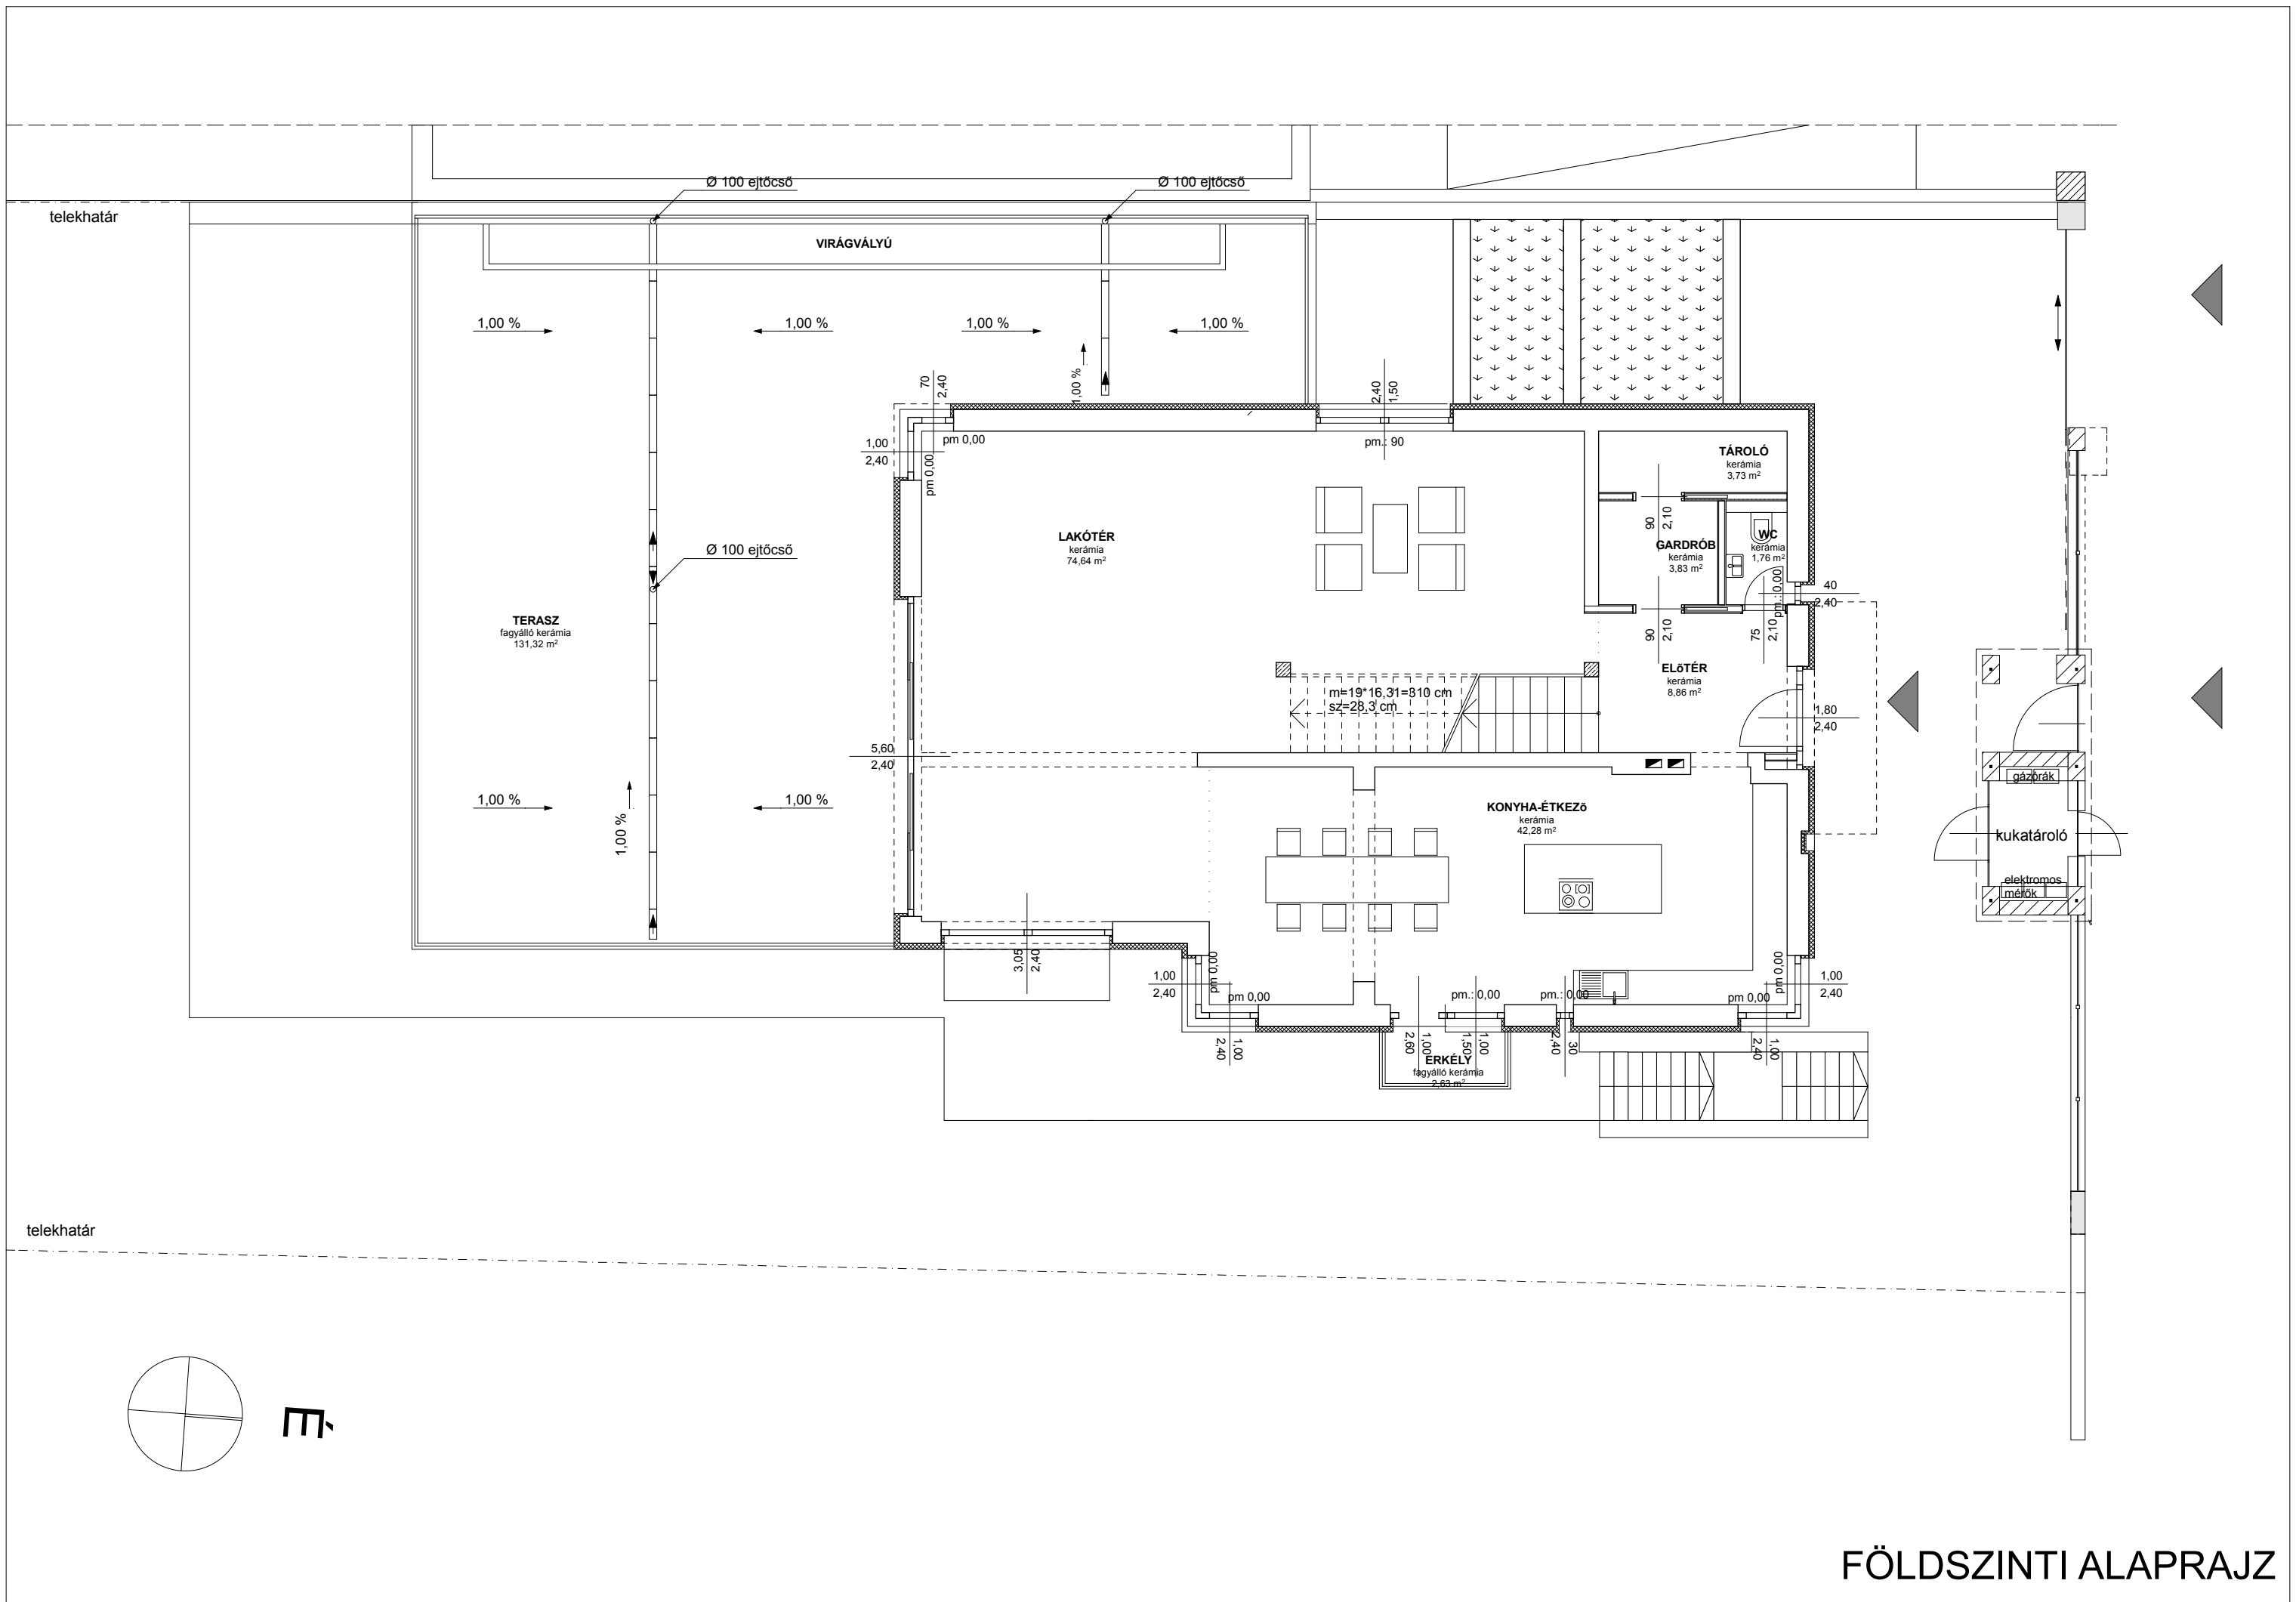 Ø 100 ejtőcső
Ø 100 ejtőcső
telekhatár
VIRÁGVÁLYÚ
1,00 %
1,00 %
1,00 %
1,00 %
1,00 %
70
2,40
2,40
1,50
pm 0,00
pm.: 90
1,00
2,40
pm 0,00
TÁROLÓ
kerámia
3,73 m²
LAKÓTÉR
kerámia
74,64 m²
90
2,10
GARDRÓB
kerámia
3,83 m²
WC
kerámia
1,76 m²
Ø 100 ejtőcső
pm.: 0,00
40
2,40
TERASZ
fagyálló kerámia
131,32 m²
90
2,10
75
2,10
ELőTÉR
kerámia
8,86 m²
m=19*16,31=310 cm
sz=28,3 cm
1,80
2,40
5,60
2,40
gázórák
1,00 %
1,00 %
1,00 %
KONYHA-ÉTKEZő
kerámia
42,28 m²
kukatároló
elektromos
mérők
3,05
2,40
1,00
2,40
pm 0,00
pm 0,00
pm.: 0,00
pm.: 0,00
pm 0,00
pm 0,00
1,00
2,40
2,40
1,00
2,60
1,00
1,50
1,00
2,40
30
2,40
1,00
ERKÉLY
fagyálló kerámia
2,63 m²
telekhatár
É
FÖLDSZINTI ALAPRAJZ